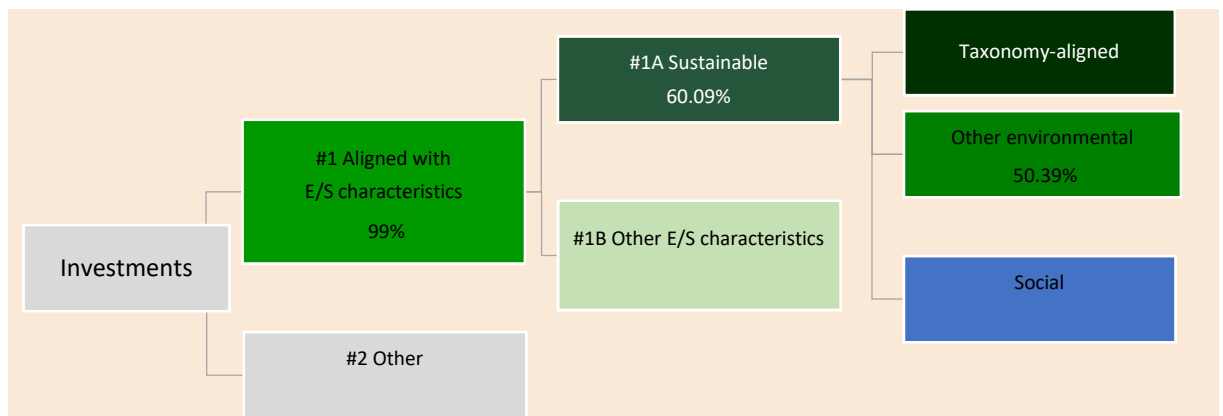 Investments
#1 Aligned with
E/S characteristics
99%
#2 Other
#1A Sustainable
60.09%
#1B Other E/S characteristics
Taxonomy-aligned
Other environmental
50.39%
Social